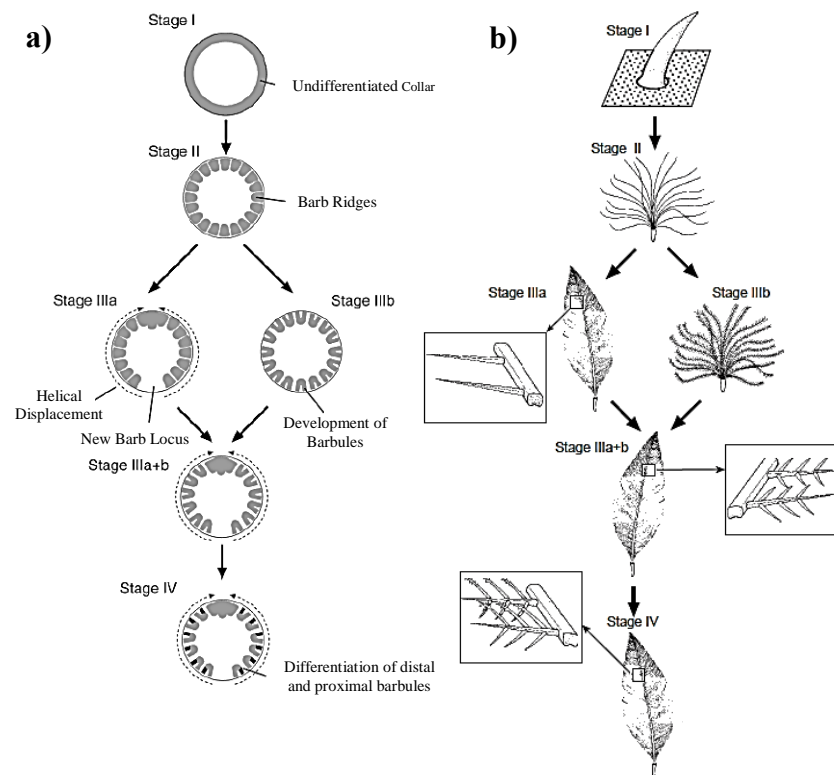 a)
Stage I
Undifferentiated Collar
Stage II
Barb Ridges
Stage IIIa
Stage IIIb
Helical
Displacement
New Barb Locus
Development of
Barbules
Stage IIIa+b
Stage IV
Differentiation of distal
and proximal barbules
b)
Stage I
Stage II
Stage IIIa
Stage IIIb
Stage IIIa+b
Stage IV